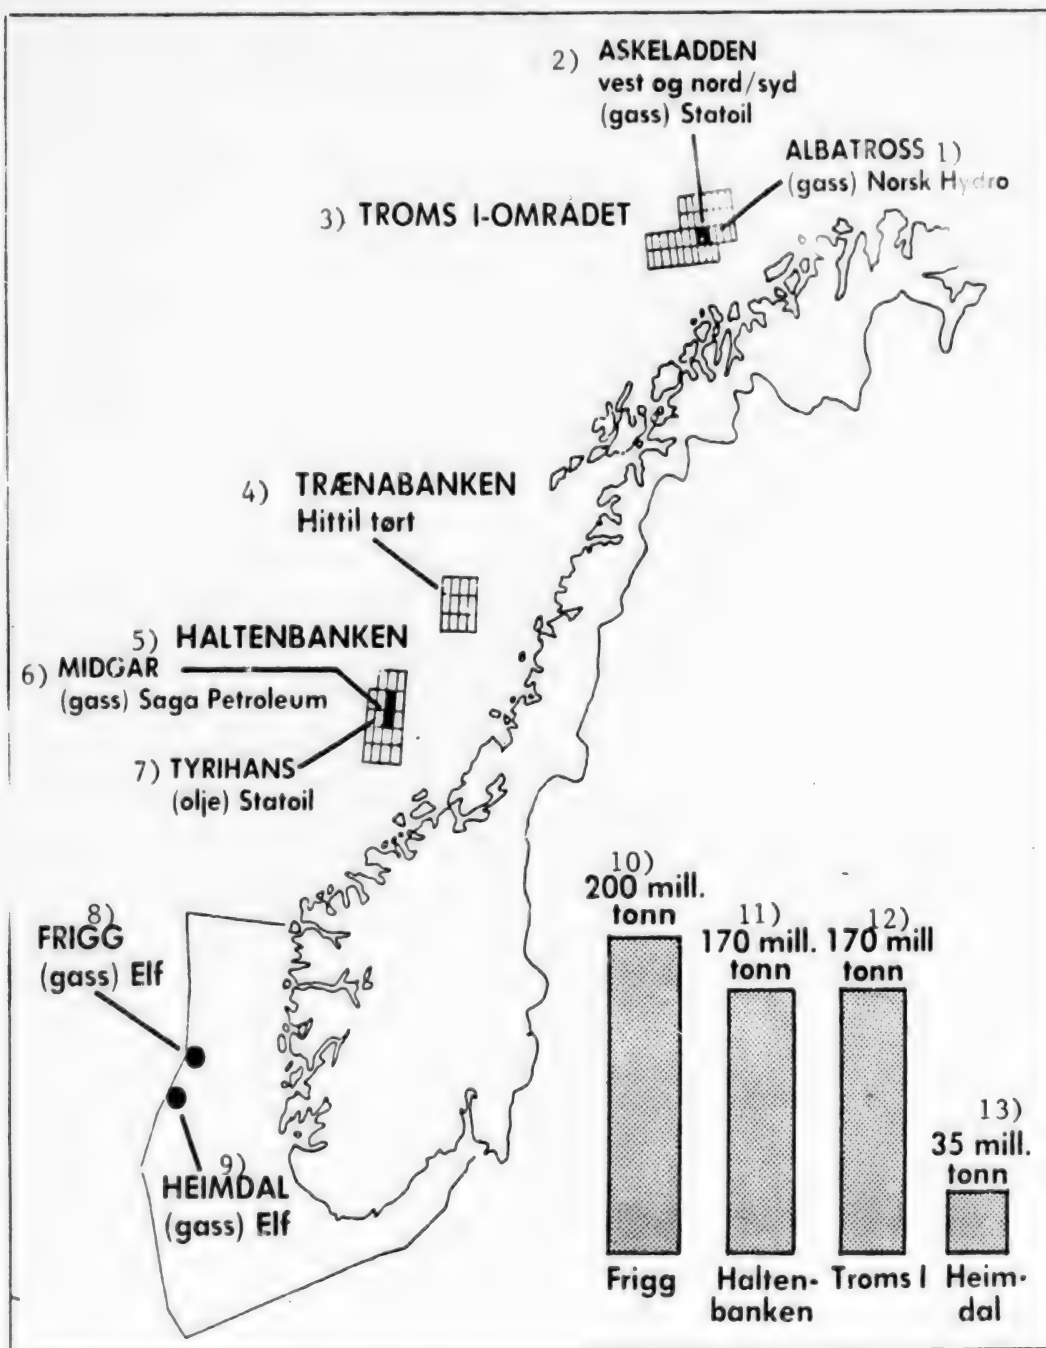 2) ASKELADDEN
vest og nord/syd
(gass) Statoil
ALBATROSS 1)
(gass) Norsk Hydro
3) TROMS I-OMRÅDET
4) TRÆNABANKEN
Hittil tørt
5) HALTENBANKEN
6) MIDGAR
(gass) Saga Petroleum
7) TYRIHANS
(olje) Statoil
8)
FRIGG
(gass) Elf
9)
HEIMDAL
(gass) Elf
10)
200 mill.
tonn
11)
170 mill.
tonn
12)
170 mill
tonn
13)
35 mill.
tonn
Frigg
Halten-
banken
Troms I
Heim-
dal